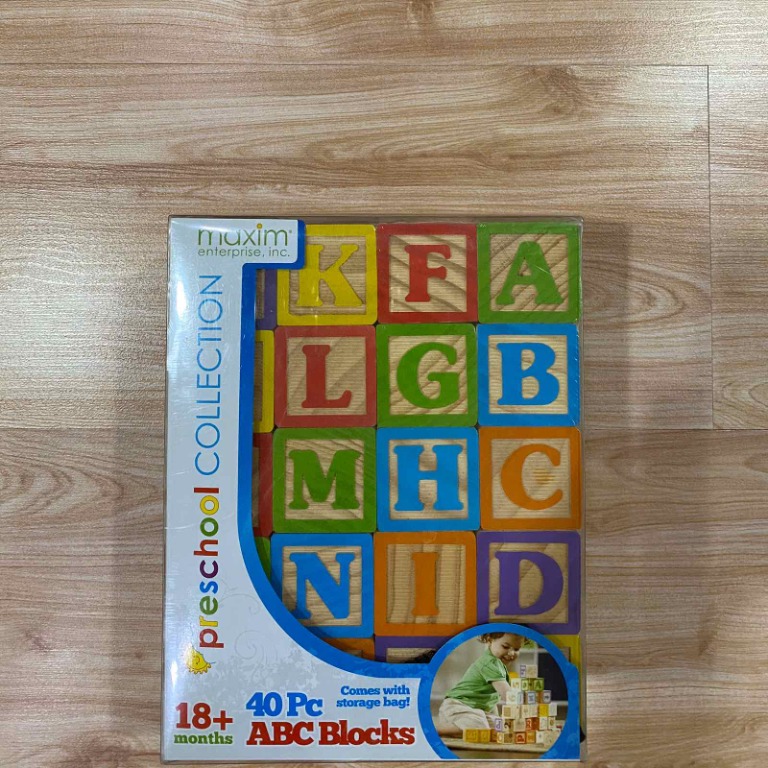 maxim®
enterprise, inc.
preschool COLLECTION
K F A
L G B
M H C
N I D
18+
months
40 Pc
ABC Blocks
Comes with
storage bag!